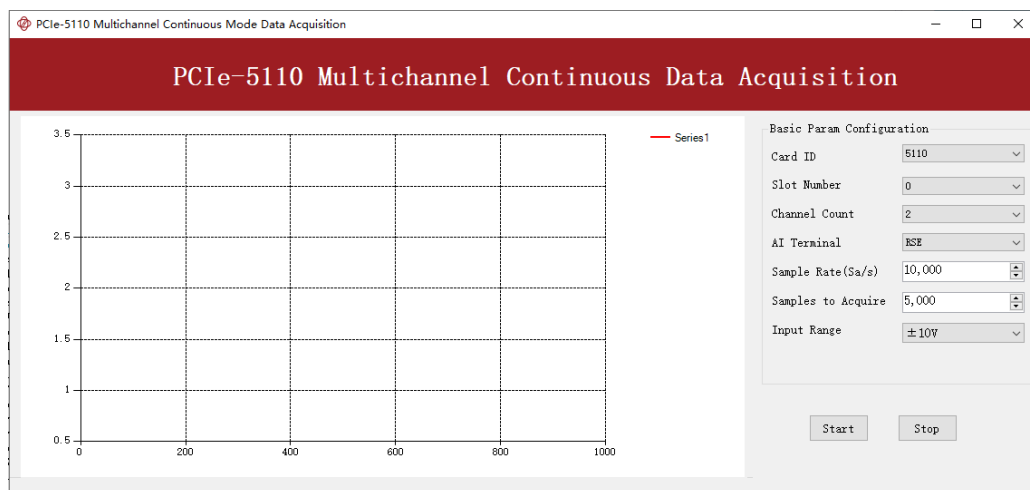 PCIe-5110 Multichannel Continuous Mode Data Acquisition
PCIe-5110 Multichannel Continuous Data Acquisition
3.5
3
2.5
2
1.5
1
0.5
0 200 400 600 800 1000
Series1
Basic Param Configuration
Card ID 5110
Slot Number 0
Channel Count 2
AI Terminal RSE
Sample Rate(Sa/s) 10,000
Samples to Acquire 5,000
Input Range ±10V
Start Stop